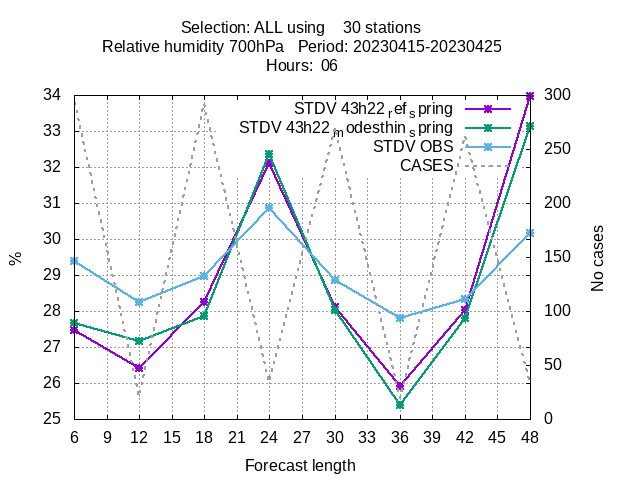 Selection: ALL using    30 stations
Relative humidity 700hPa   Period: 20230415-20230425
Hours:  06
STDV 43h22_ref_spring
STDV 43h22_modesthin_spring
STDV OBS
CASES
34
33
32
31
30
29
28
27
26
25
%
300
250
200
150
100
50
0
No cases
6 9 12 15 18 21 24 27 30 33 36 39 42 45 48
Forecast length